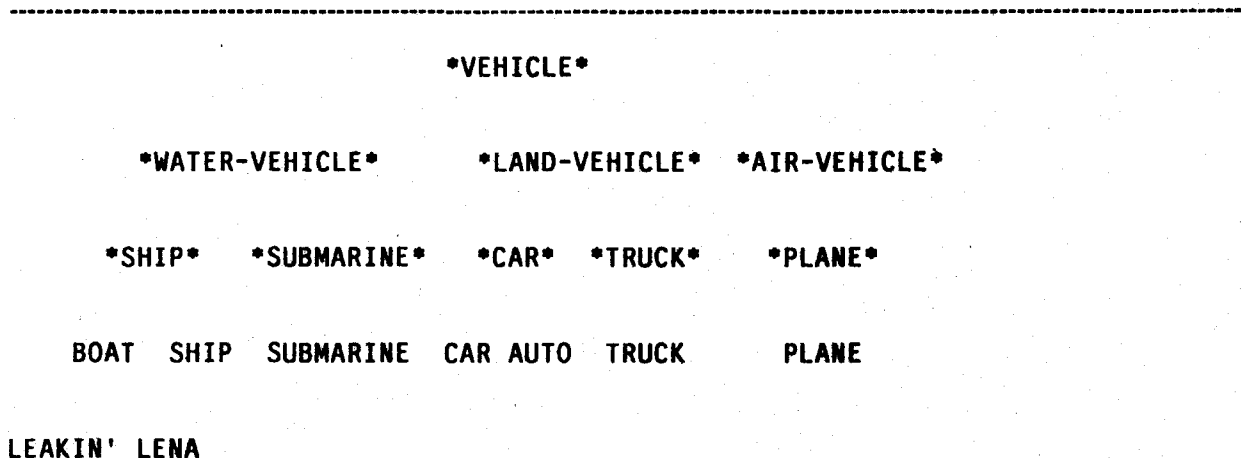 *VEHICLE*
*WATER-VEHICLE* *LAND-VEHICLE* *AIR-VEHICLE*
*SHIP* *SUBMARINE* *CAR* *TRUCK* *PLANE*
BOAT SHIP SUBMARINE CAR AUTO TRUCK PLANE
LEAKIN' LENA